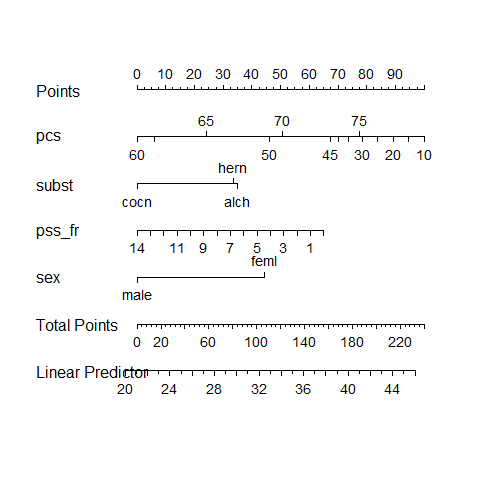 0 10 20 30 40 50 60 70 80 90
Points
65 70 75
pcs
60 50 45 30 20 10
hern
subst
cocn alch
pss_fr
14 11 9 7 5 3 1
feml
sex
male
Total Points
0 20 60 100 140 180 220
Linear Predictor
20 24 28 32 36 40 44